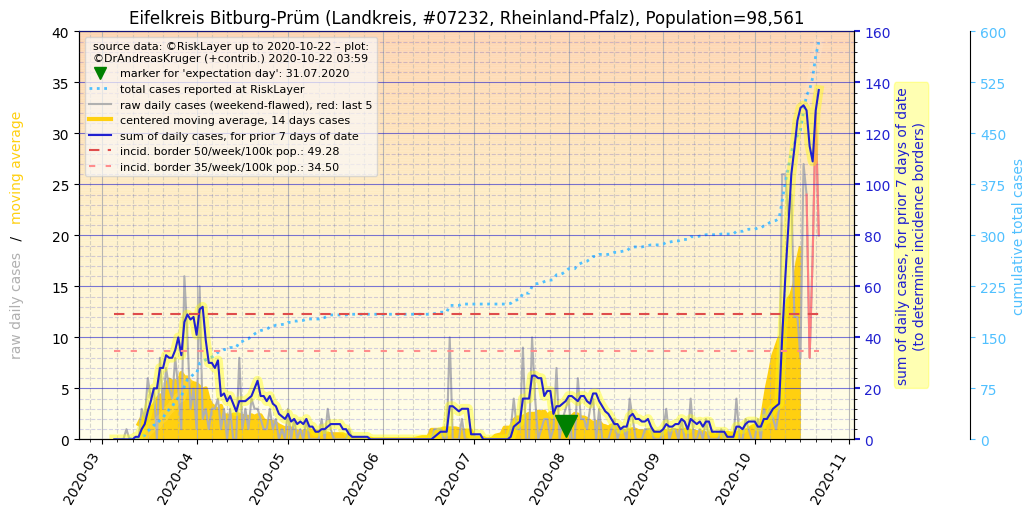 Eifelkreis Bitburg-Prüm (Landkreis, #07232, Rheinland-Pfalz), Population=98,561
source data: ©RiskLayer up to 2020-10-22 – plot:
©DrAndreasKruger (+contrib.) 2020-10-22 03:59
marker for 'expectation day': 31.07.2020
total cases reported at RiskLayer
raw daily cases (weekend-flawed), red: last 5
centered moving average, 14 days cases
sum of daily cases, for prior 7 days of date
incid. border 50/week/100k pop.: 49.28
incid. border 35/week/100k pop.: 34.50
raw daily cases / moving average
40
35
30
25
20
15
10
5
0
160
140
120
100
80
60
40
20
0
sum of daily cases, for prior 7 days of date
(to determine incidence borders)
600
525
450
375
300
225
150
75
0
cumulative total cases
2020-03
2020-04
2020-05
2020-06
2020-07
2020-08
2020-09
2020-10
2020-11